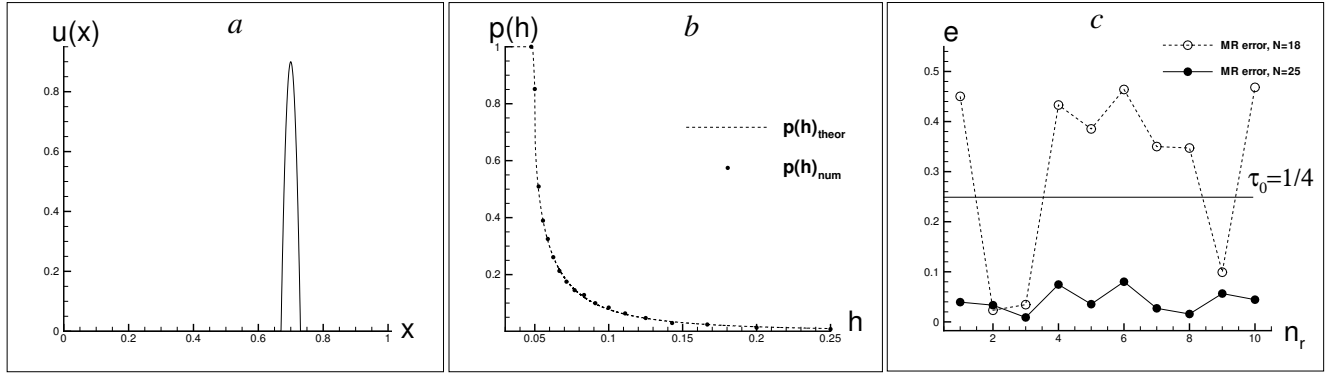 a
u(x)
0.8
0.6
0.4
0.2
0
0
0.2
0.4
0.6
0.8
1
x
b
p(h)
1
0.8
0.6
0.4
0.2
0.05
0.1
0.15
0.2
0.25
h
p(h)theor
p(h)num
c
e
0.5
0.4
0.3
0.2
0.1
0
2
4
6
8
10
nr
MR error, N=18
MR error, N=25
τ0=1/4